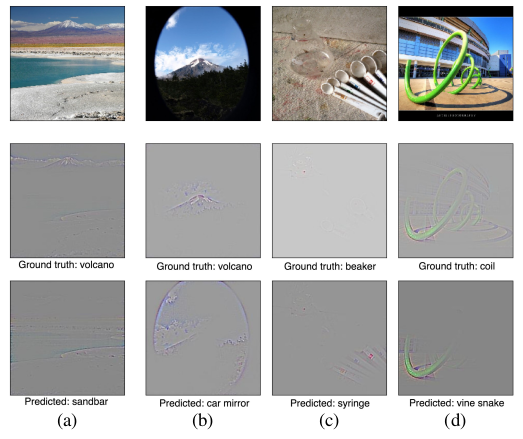 Ground truth: volcano
Ground truth: volcano
Ground truth: beaker
Ground truth: coil
Predicted: sandbar
Predicted: car mirror
Predicted: syringe
Predicted: vine snake
(a)
(b)
(c)
(d)